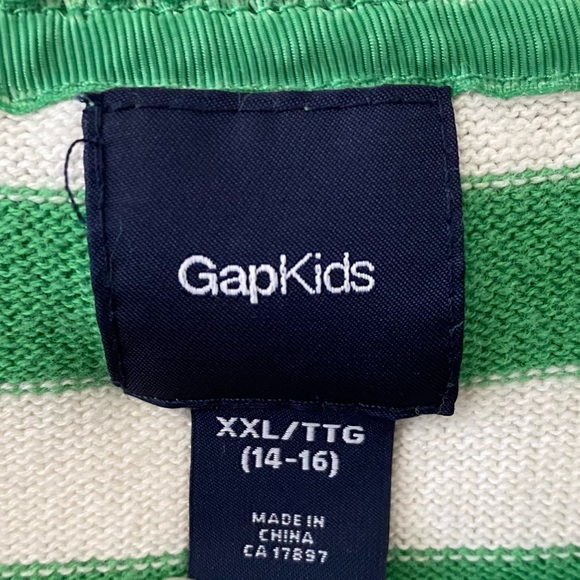 GapKids
XXL/TTG
(14-16)
MADE IN
CHINA
CA 17897